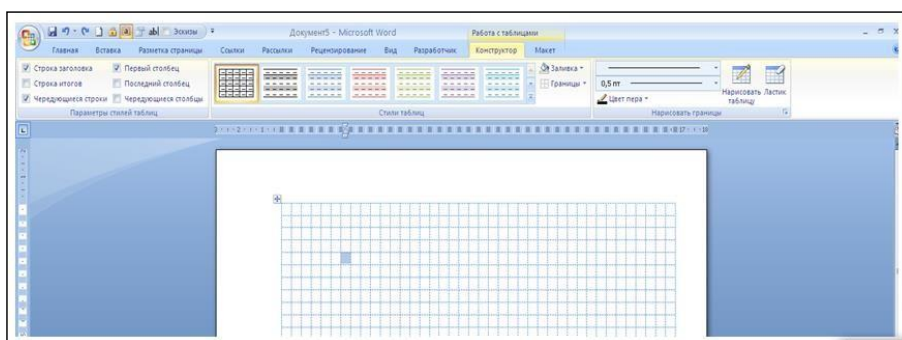 Эскизы
Документ5 - Microsoft Word
Работа с таблицами
Главная Вставка Разметка страницы Ссылки Рассылки Рецензирование Вид Разработчик Конструктор Макет
Строка заголовка Первый столбец
Строка итогов Последний столбец
Чередующиеся строки Чередующиеся столбцы
Параметры стилей таблиц
Заливка
Границы
Стили таблиц
0,5 пт
Цвет пера
Нарисовать таблицу
Ластик
Нарисовать границы